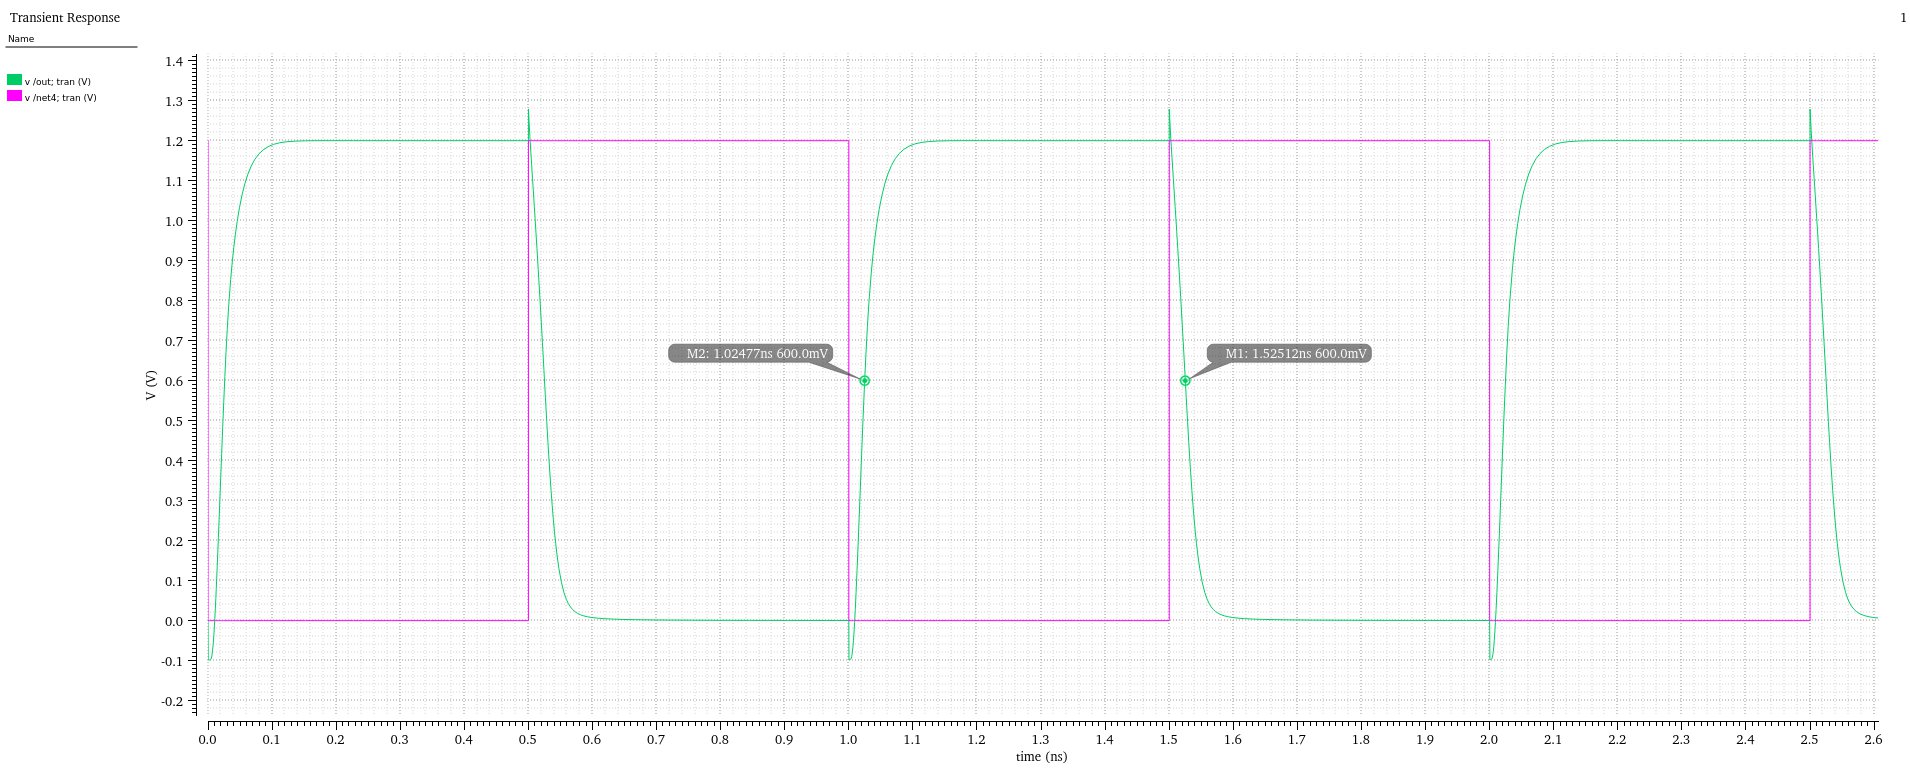 Transient Response
1
Name
v /out; tran (V)
v /net4; tran (V)
1.4
1.3
1.2
1.1
1.0
0.9
0.8
0.7
0.6
0.5
0.4
0.3
0.2
0.1
0.0
-0.1
-0.2
V (V)
M2: 1.02477ns 600.0mV
M1: 1.52512ns 600.0mV
0.0 0.1 0.2 0.3 0.4 0.5 0.6 0.7 0.8 0.9 1.0 1.1 1.2 1.3 1.4 1.5 1.6 1.7 1.8 1.9 2.0 2.1 2.2 2.3 2.4 2.5 2.6
time (ns)